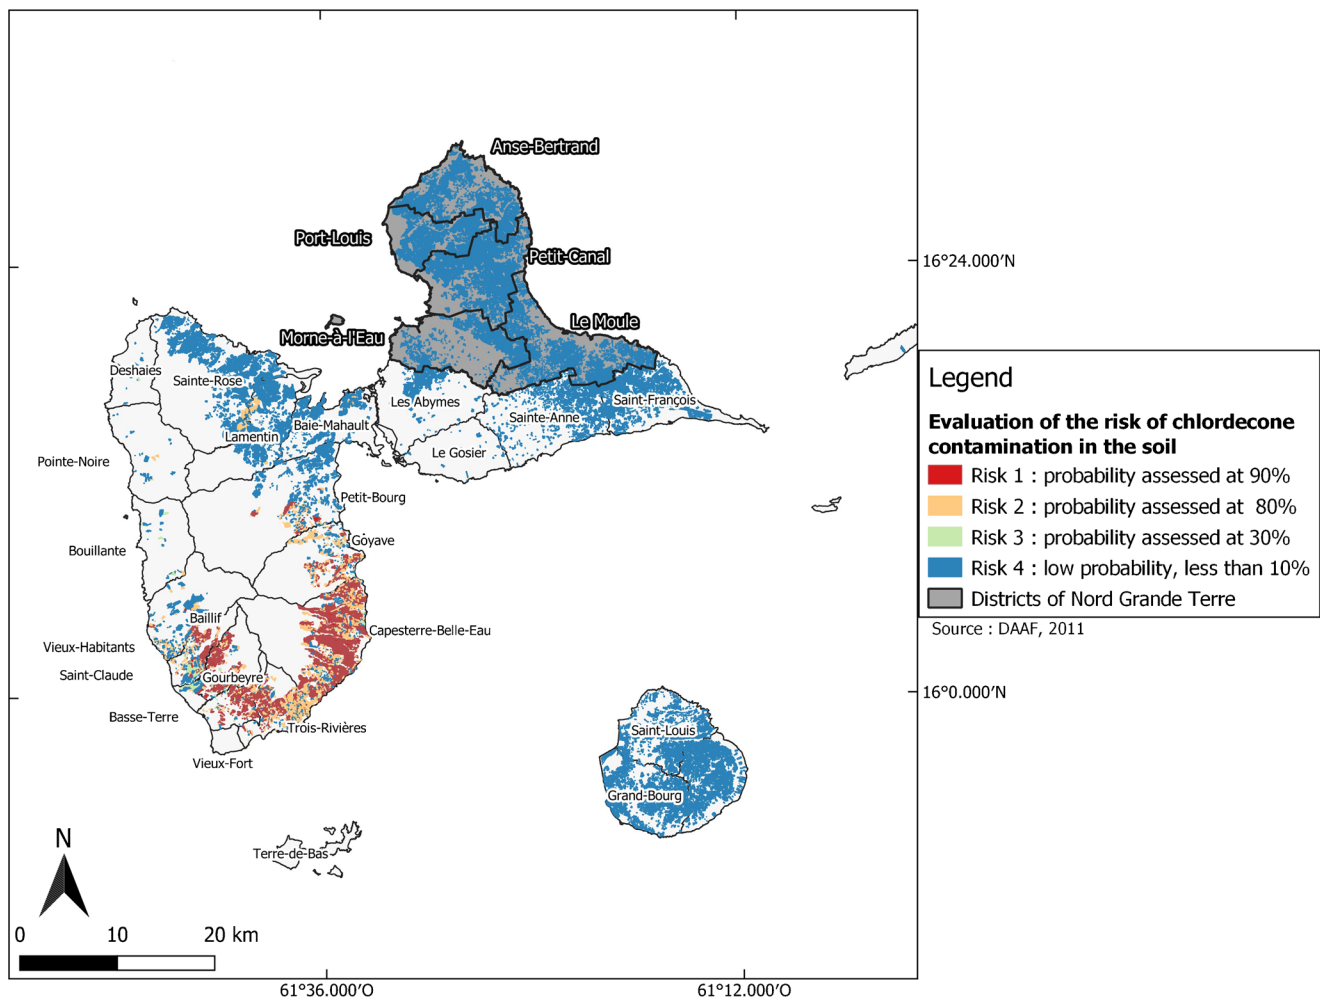 Anse-Bertrand
Port-Louis
Petit-Canal
16°24.000'N
Le Moule
Morne-à-l'Eau
Deshaies
Sainte-Rose
Les Abymes
Saint-François
Sainte-Anne
Baie-Mahault
Lamentin
Le Gosier
Pointe-Noire
Petit-Bourg
Goyave
Bouillante
Baillif
Capesterre-Belle-Eau
Vieux-Habitants
Saint-Claude
Gourbeyre
Basse-Terre
Trois-Rivières
Vieux-Fort
Saint-Louis
Grand-Bourg
Terre-de-Bas
N
0 10 20 km
61°36.000'O
61°12.000'O
16°0.000'N
Legend
Evaluation of the risk of chlordecone
contamination in the soil
Risk 1 : probability assessed at 90%
Risk 2 : probability assessed at 80%
Risk 3 : probability assessed at 30%
Risk 4 : low probability, less than 10%
Districts of Nord Grande Terre
Source : DAAF, 2011